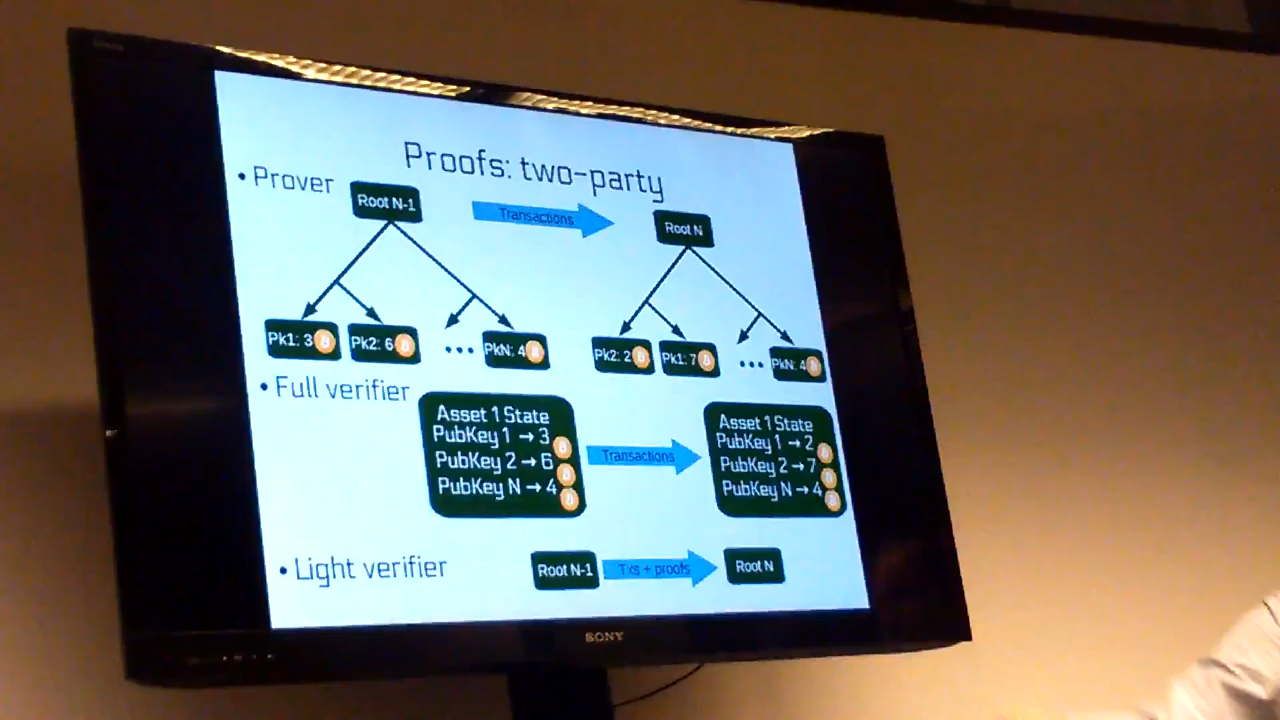 Proofs: two-party
• Prover
Root N-1
Transactions
Root N
Pk1: 3
Pk2: 6
...
PkN: 4
Pk2: 2
Pk1: 7
...
PkN: 4
• Full verifier
Asset 1 State
PubKey 1 → 3
PubKey 2 → 6
PubKey N → 4
Transactions
Asset 1 State
PubKey 1 → 2
PubKey 2 → 7
PubKey N → 4
• Light verifier
Root N-1
Txs + proofs
Root N
SONY